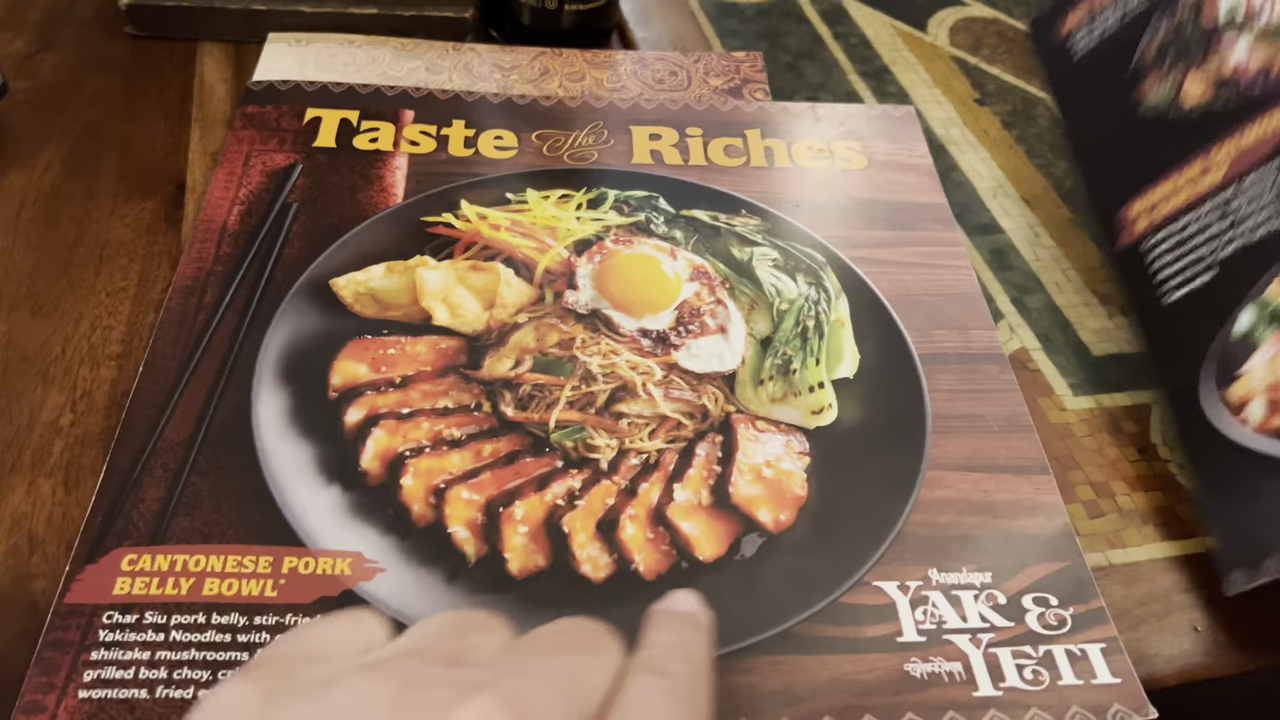 Taste The Riches
CANTONESE PORK
BELLY BOWL*
Char Siu pork belly, stir-fried
Yakisoba Noodles with
shiitake mushrooms
grilled bok choy,
wontons, fried
Anandapur
YAK &
YETI